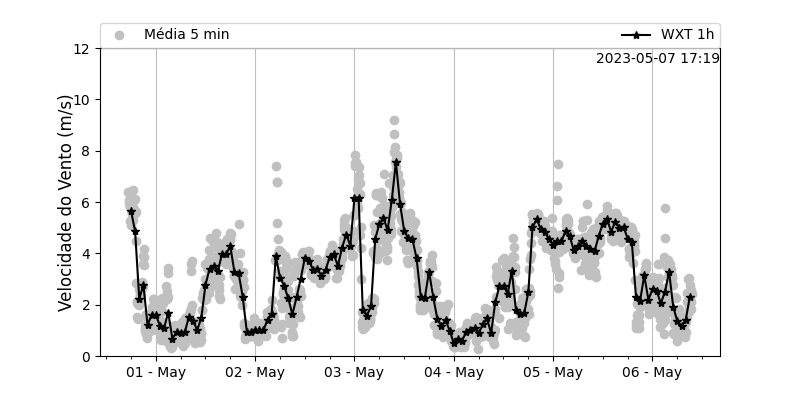 Média 5 min
WXT 1h
2023-05-07 17:19
Velocidade do Vento (m/s)
12
10
8
6
4
2
0
01 - May
02 - May
03 - May
04 - May
05 - May
06 - May